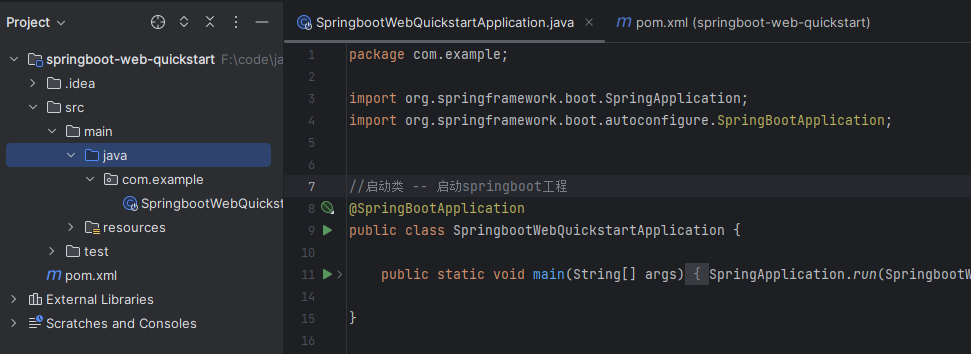 Project
springboot-web-quickstart F:\code\ja
.idea
src
main
java
com.example
SpringbootWebQuickst
resources
test
pom.xml
External Libraries
Scratches and Consoles
SpringbootWebQuickstartApplication.java
pom.xml (springboot-web-quickstart)
1 package com.example;
2
3 import org.springframework.boot.SpringApplication;
4 import org.springframework.boot.autoconfigure.SpringBootApplication;
5
6
7 //启动类 -- 启动springboot工程
8 @SpringBootApplication
9 public class SpringbootWebQuickstartApplication {
10
11 public static void main(String[] args) { SpringApplication.run(SpringbootW
14
15 }
16